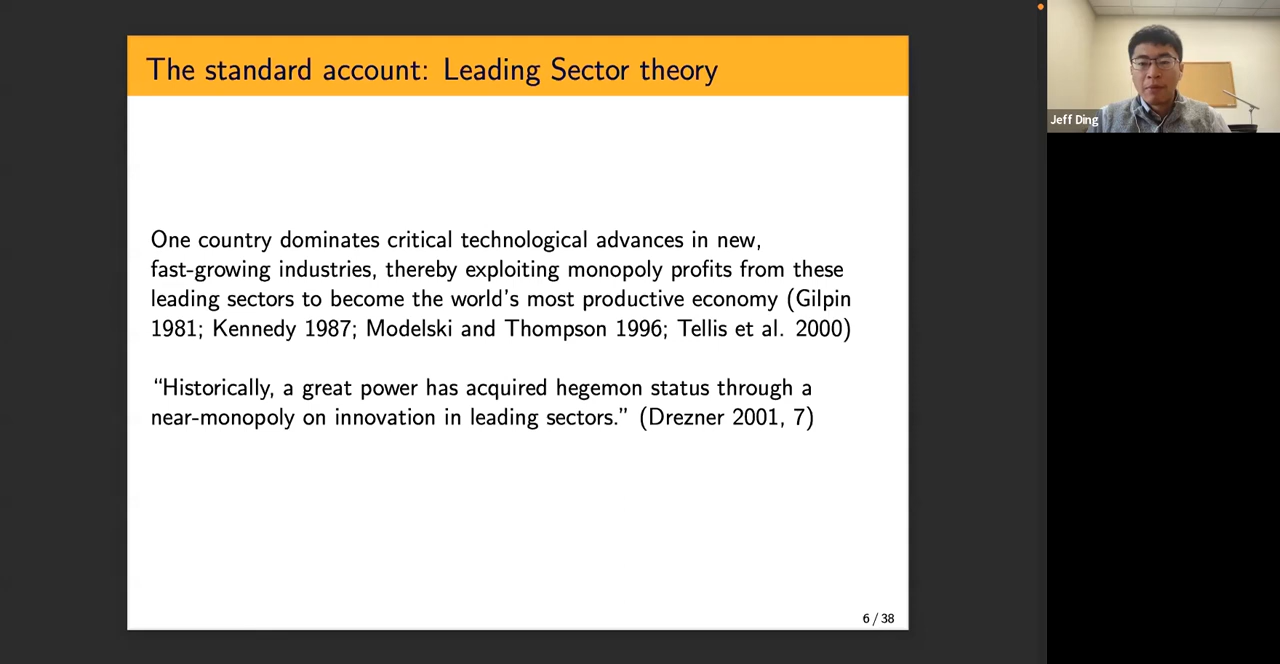 The standard account: Leading Sector theory
One country dominates critical technological advances in new,
fast-growing industries, thereby exploiting monopoly profits from these
leading sectors to become the world's most productive economy (Gilpin
1981; Kennedy 1987; Modelski and Thompson 1996; Tellis et al. 2000)
“Historically, a great power has acquired hegemon status through a
near-monopoly on innovation in leading sectors.” (Drezner 2001, 7)
6 / 38
Jeff Ding